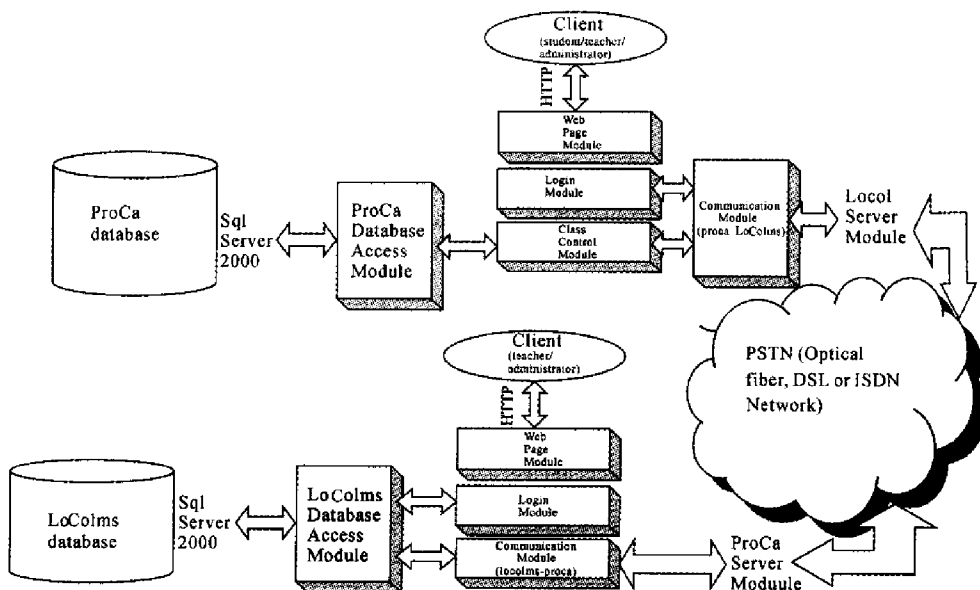 Client
(student/teacher/
administrator)
HTTP
Web
Page
Module
Login
Module
Class
Control
Module
Communication
Module
(proca LoColms)
Locol
Server
Module
ProCa
database
Sql
Server
2000
ProCa
Database
Access
Module
PSTN (Optical
fiber, DSL or ISDN
Network)
Client
(teacher/
administrator)
HTTP
Web
Page
Module
Login
Module
Communication
Module
(locolms-proca)
LoColms
database
Sql
Server
2000
LoColms
Database
Access
Module
ProCa
Server
Moduule